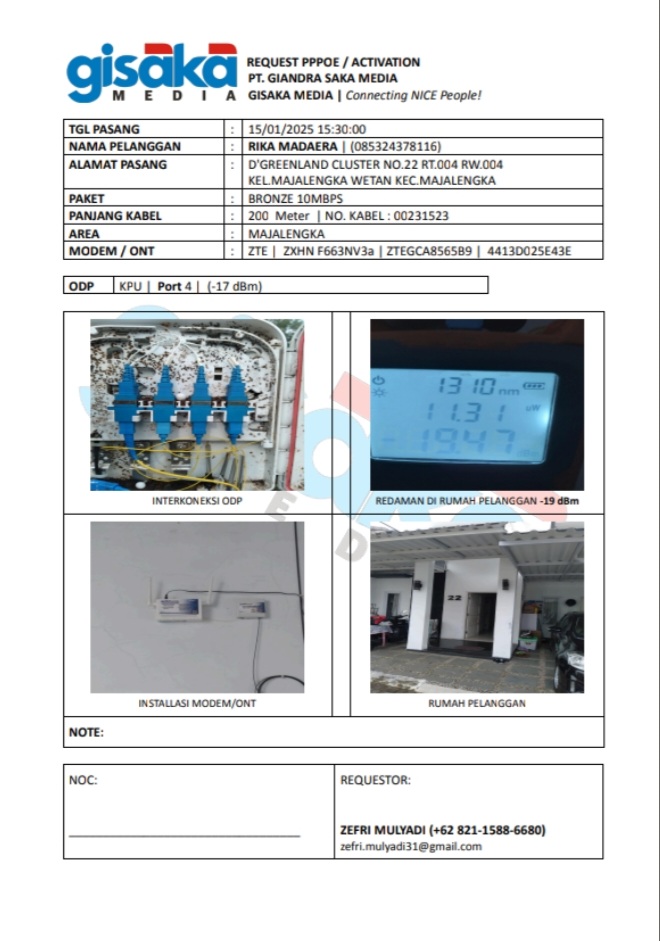 gisaka
MEDIA
REQUEST PPPOE / ACTIVATION
PT. GIANDRA SAKA MEDIA
GISAKA MEDIA | Connecting NICE People!
TGL PASANG : 15/01/2025 15:30:00
NAMA PELANGGAN : RIKA MADAERA | (085324378116)
ALAMAT PASANG : D'GREENLAND CLUSTER NO.22 RT.004 RW.004
KEL.MAJALENGKA WETAN KEC.MAJALENGKA
PAKET : BRONZE 10MBPS
PANJANG KABEL : 200 Meter | NO. KABEL : 00231523
AREA : MAJALENGKA
MODEM / ONT : ZTE | ZXHN F663NV3a | ZTEGCA8565B9 | 4413D025E43E
ODP KPU | Port 4 | (-17 dBm)
1310 nm
11.31 uW
-19.47
INTERKONEKSI ODP
REDAMAN DI RUMAH PELANGGAN -19 dBm
22
INSTALLASI MODEM/ONT
RUMAH PELANGGAN
NOTE:
NOC:
REQUESTOR:
ZEFRI MULYADI (+62 821-1588-6680)
zefri.mulyadi31@gmail.com